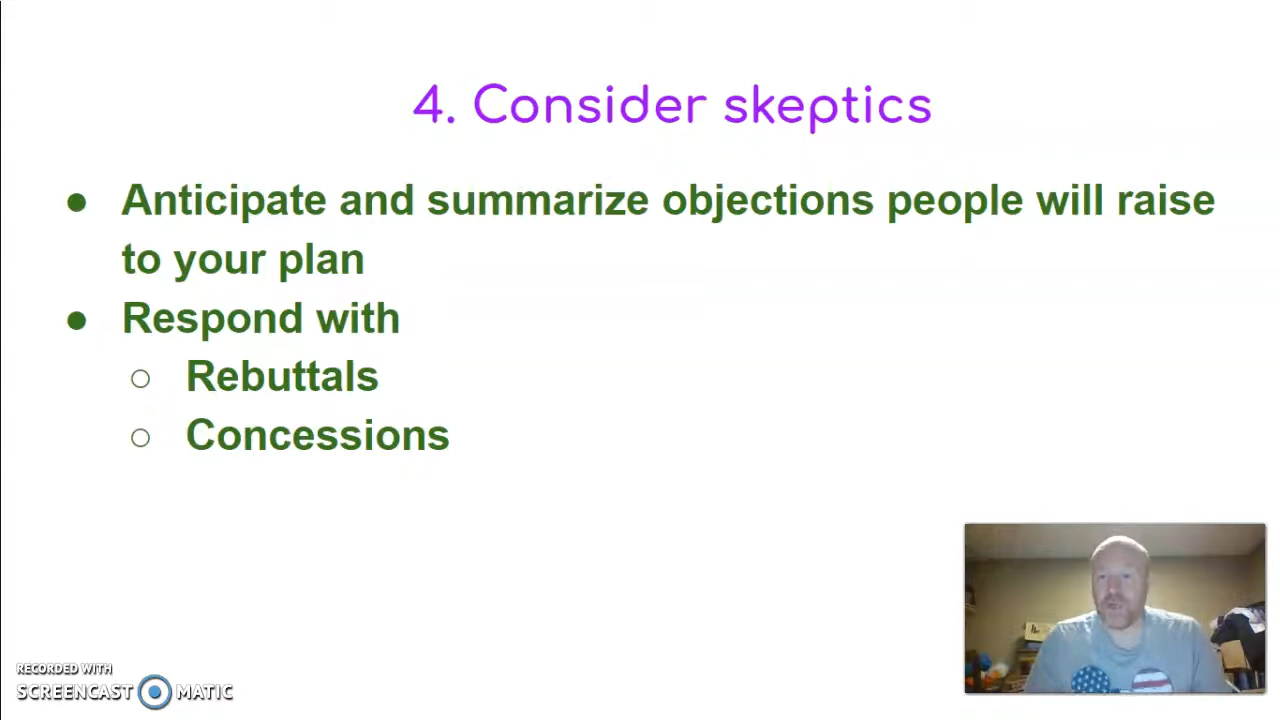 4. Consider skeptics
● Anticipate and summarize objections people will raise
to your plan
● Respond with
○ Rebuttals
○ Concessions
RECORDED WITH
SCREENCAST MATIC